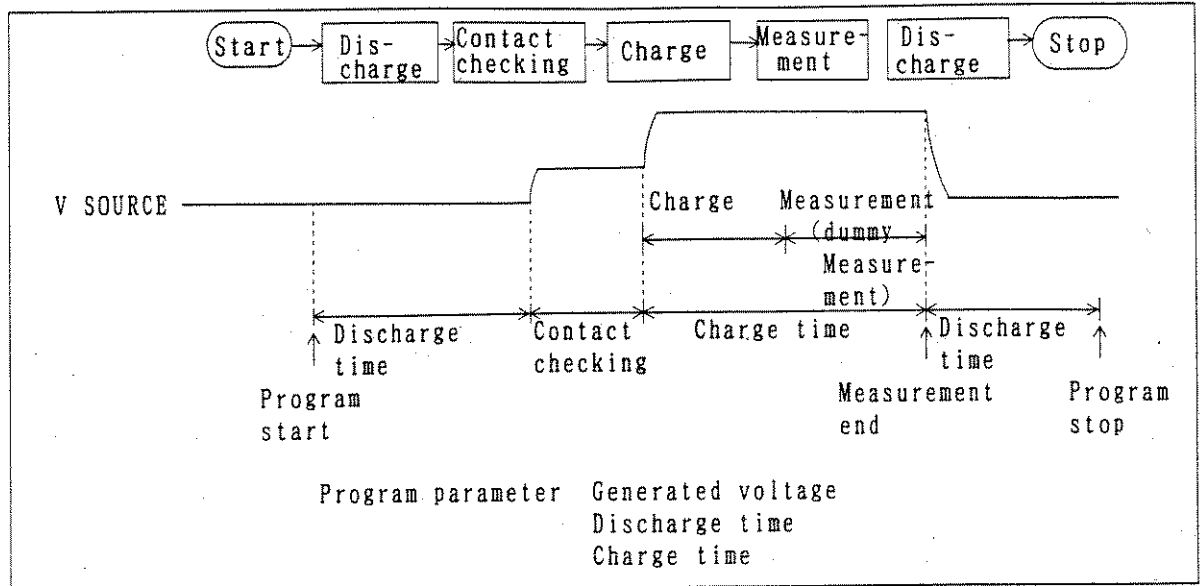 Start
Dis-
charge
Contact
checking
Charge
Measure-
ment
Dis-
charge
Stop
V SOURCE
Charge
Measurement
(dummy
Measure-
ment)
Discharge
time
Contact
checking
Charge time
Discharge
time
Program
start
Measurement
end
Program
stop
Program parameter Generated voltage
Discharge time
Charge time